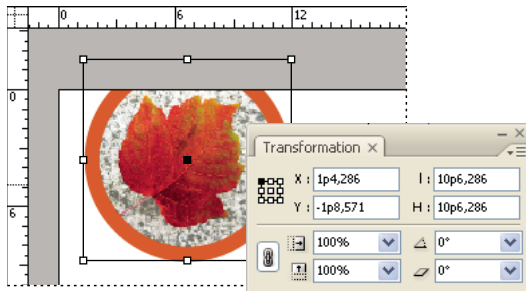 0 6 12
0
6
Transformation ×
X : 1p4,286 l : 10p6,286
Y : -1p8,571 H : 10p6,286
100% 0°
100% 0°